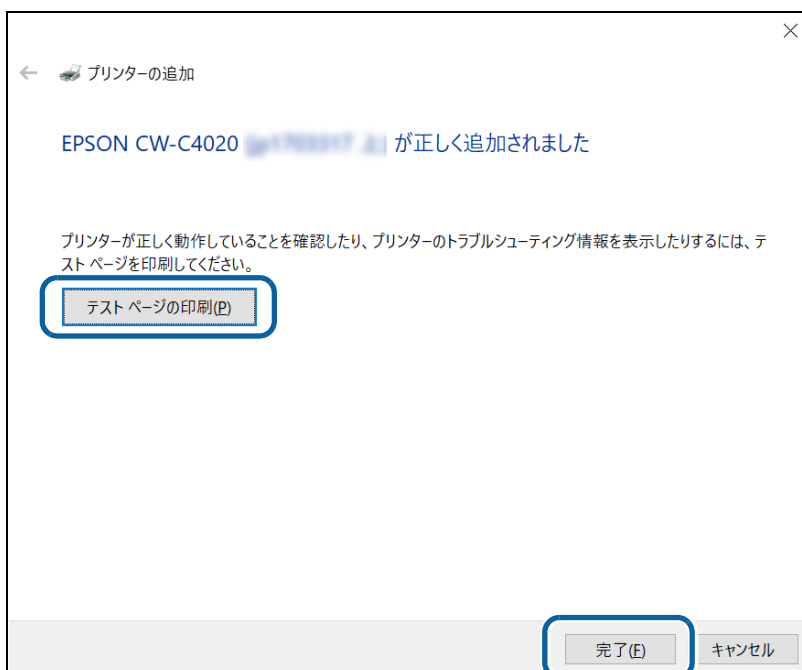 プリンターの追加
EPSON CW-C4020 が正しく追加されました
プリンターが正しく動作していることを確認したり、プリンターのトラブルシューティング情報を表示したりするには、テ
スト ページを印刷してください。
テスト ページの印刷(P)
完了(F) キャンセル